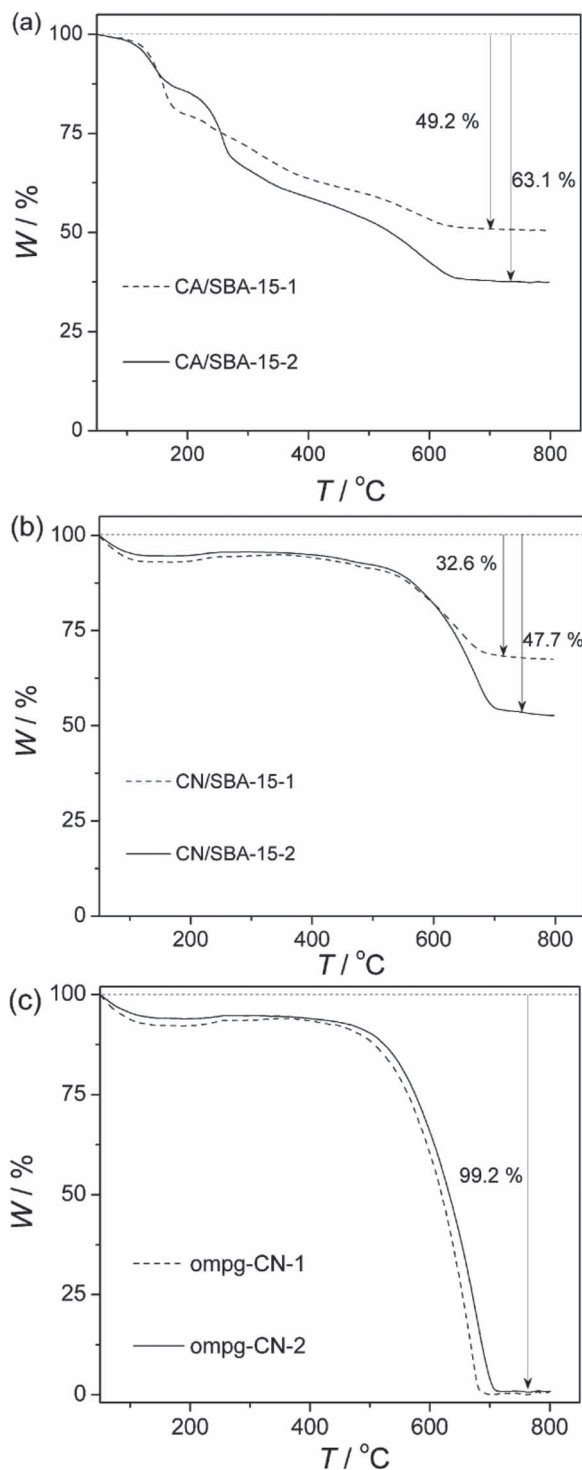 (a)
100
75
50
25
0
W / %
49.2 %
63.1 %
CA/SBA-15-1
CA/SBA-15-2
200
400
600
800
T / °C
(b)
100
75
50
25
0
W / %
32.6 %
47.7 %
CN/SBA-15-1
CN/SBA-15-2
200
400
600
800
T / °C
(c)
100
75
50
25
0
W / %
99.2 %
ompg-CN-1
ompg-CN-2
200
400
600
800
T / °C